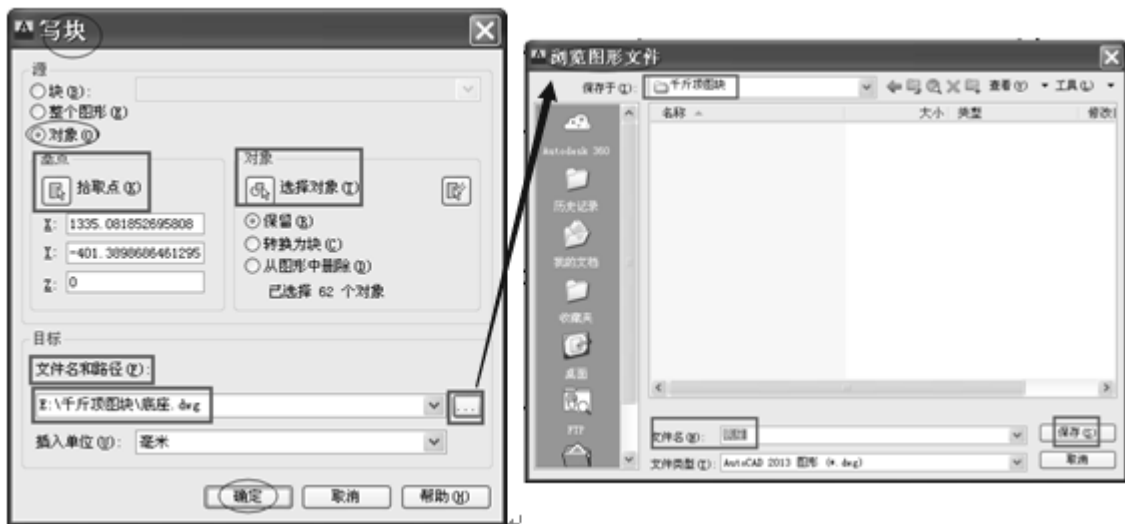 写块
源
块(B):
整个图形(E)
对象(O)
基点
拾取点(K)
X: 1335.081852695808
Y: -401.3898686461295
Z: 0
对象
选择对象(T)
保留(R)
转换为块(C)
从图形中删除(D)
已选择 62 个对象
目标
文件名和路径(F):
E:\千斤顶图块\底座.dwg
...
插入单位(U): 毫米
确定 取消 帮助(H)
浏览图形文件
保存于(I): 千斤顶图块 查看(V) 工具(L)
名称 大小 类型 修改
Autodesk 360
历史记录
我的文档
收藏夹
桌面
FTP
文件名(N): 保存(S)
文件类型(T): AutoCAD 2013 图形 (*.dwg) 取消